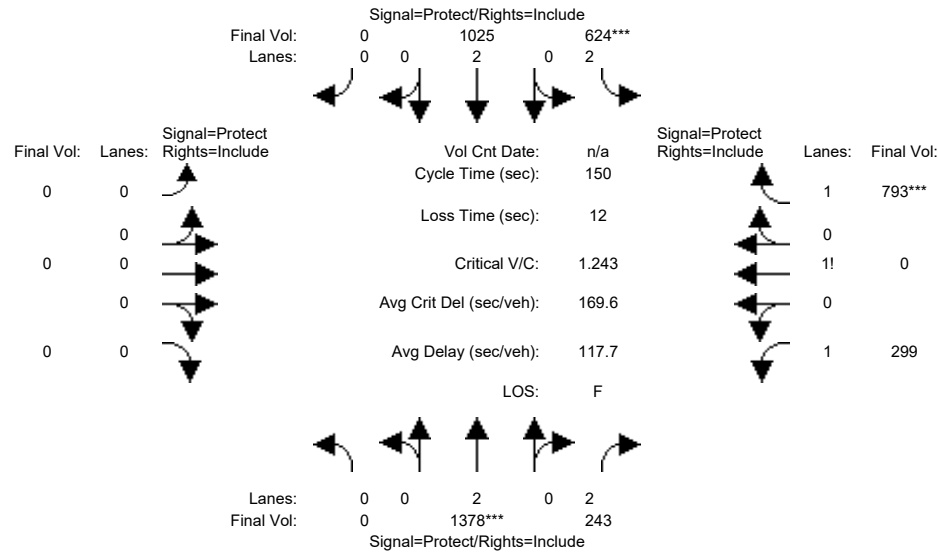 Signal=Protect/Rights=Include
Final Vol: 0 1025 624***
Lanes: 0 0 2 0 2
Signal=Protect Signal=Protect
Final Vol: Lanes: Rights=Include Vol Cnt Date: n/a Rights=Include Lanes: Final Vol:
Cycle Time (sec): 150
0 0 1 793***
Loss Time (sec): 12
0 0
0 0 Critical V/C: 1.243 1! 0
0 Avg Crit Del (sec/veh): 169.6 0
0 0 Avg Delay (sec/veh): 117.7 1 299
LOS: F
Lanes: 0 0 2 0 2
Final Vol: 0 1378*** 243
Signal=Protect/Rights=Include